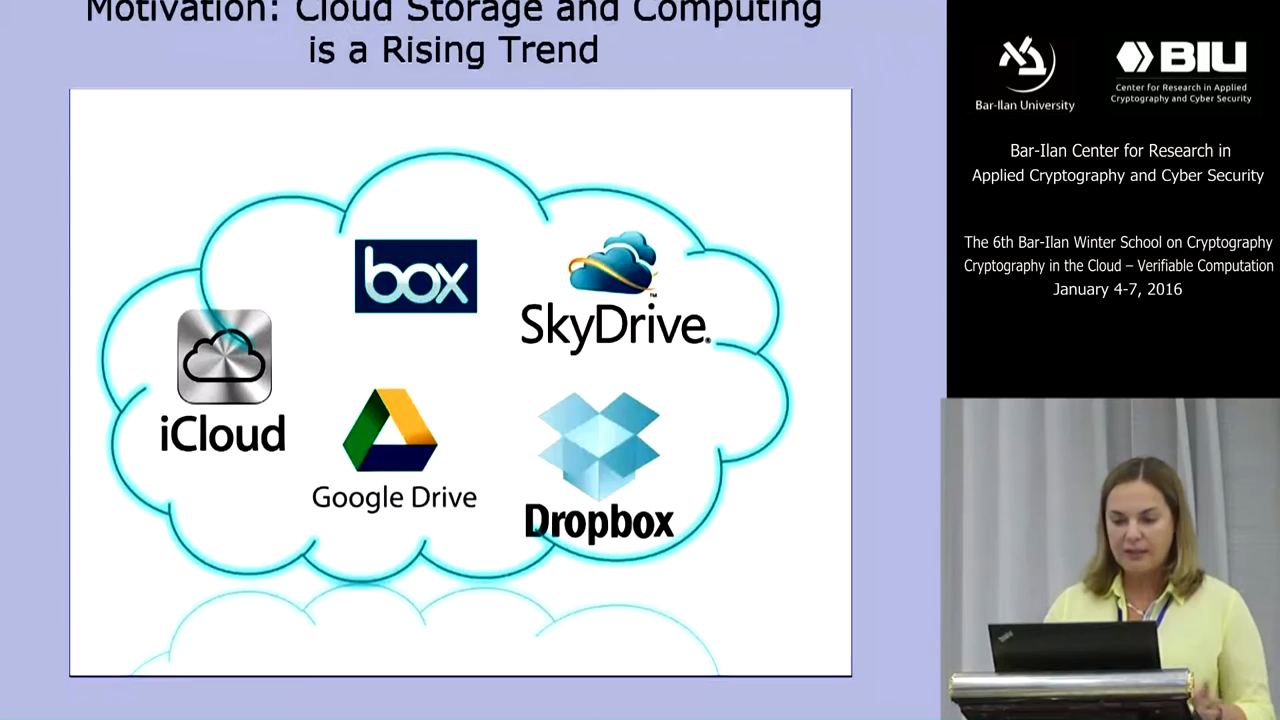 Motivation: Cloud Storage and Computing
is a Rising Trend
box
SkyDrive
iCloud
Google Drive
Dropbox
Bar-Ilan University
BIU
Center for Research in Applied
Cryptography and Cyber Security
Bar-Ilan Center for Research in
Applied Cryptography and Cyber Security
The 6th Bar-Ilan Winter School on Cryptography
Cryptography in the Cloud – Verifiable Computation
January 4-7, 2016